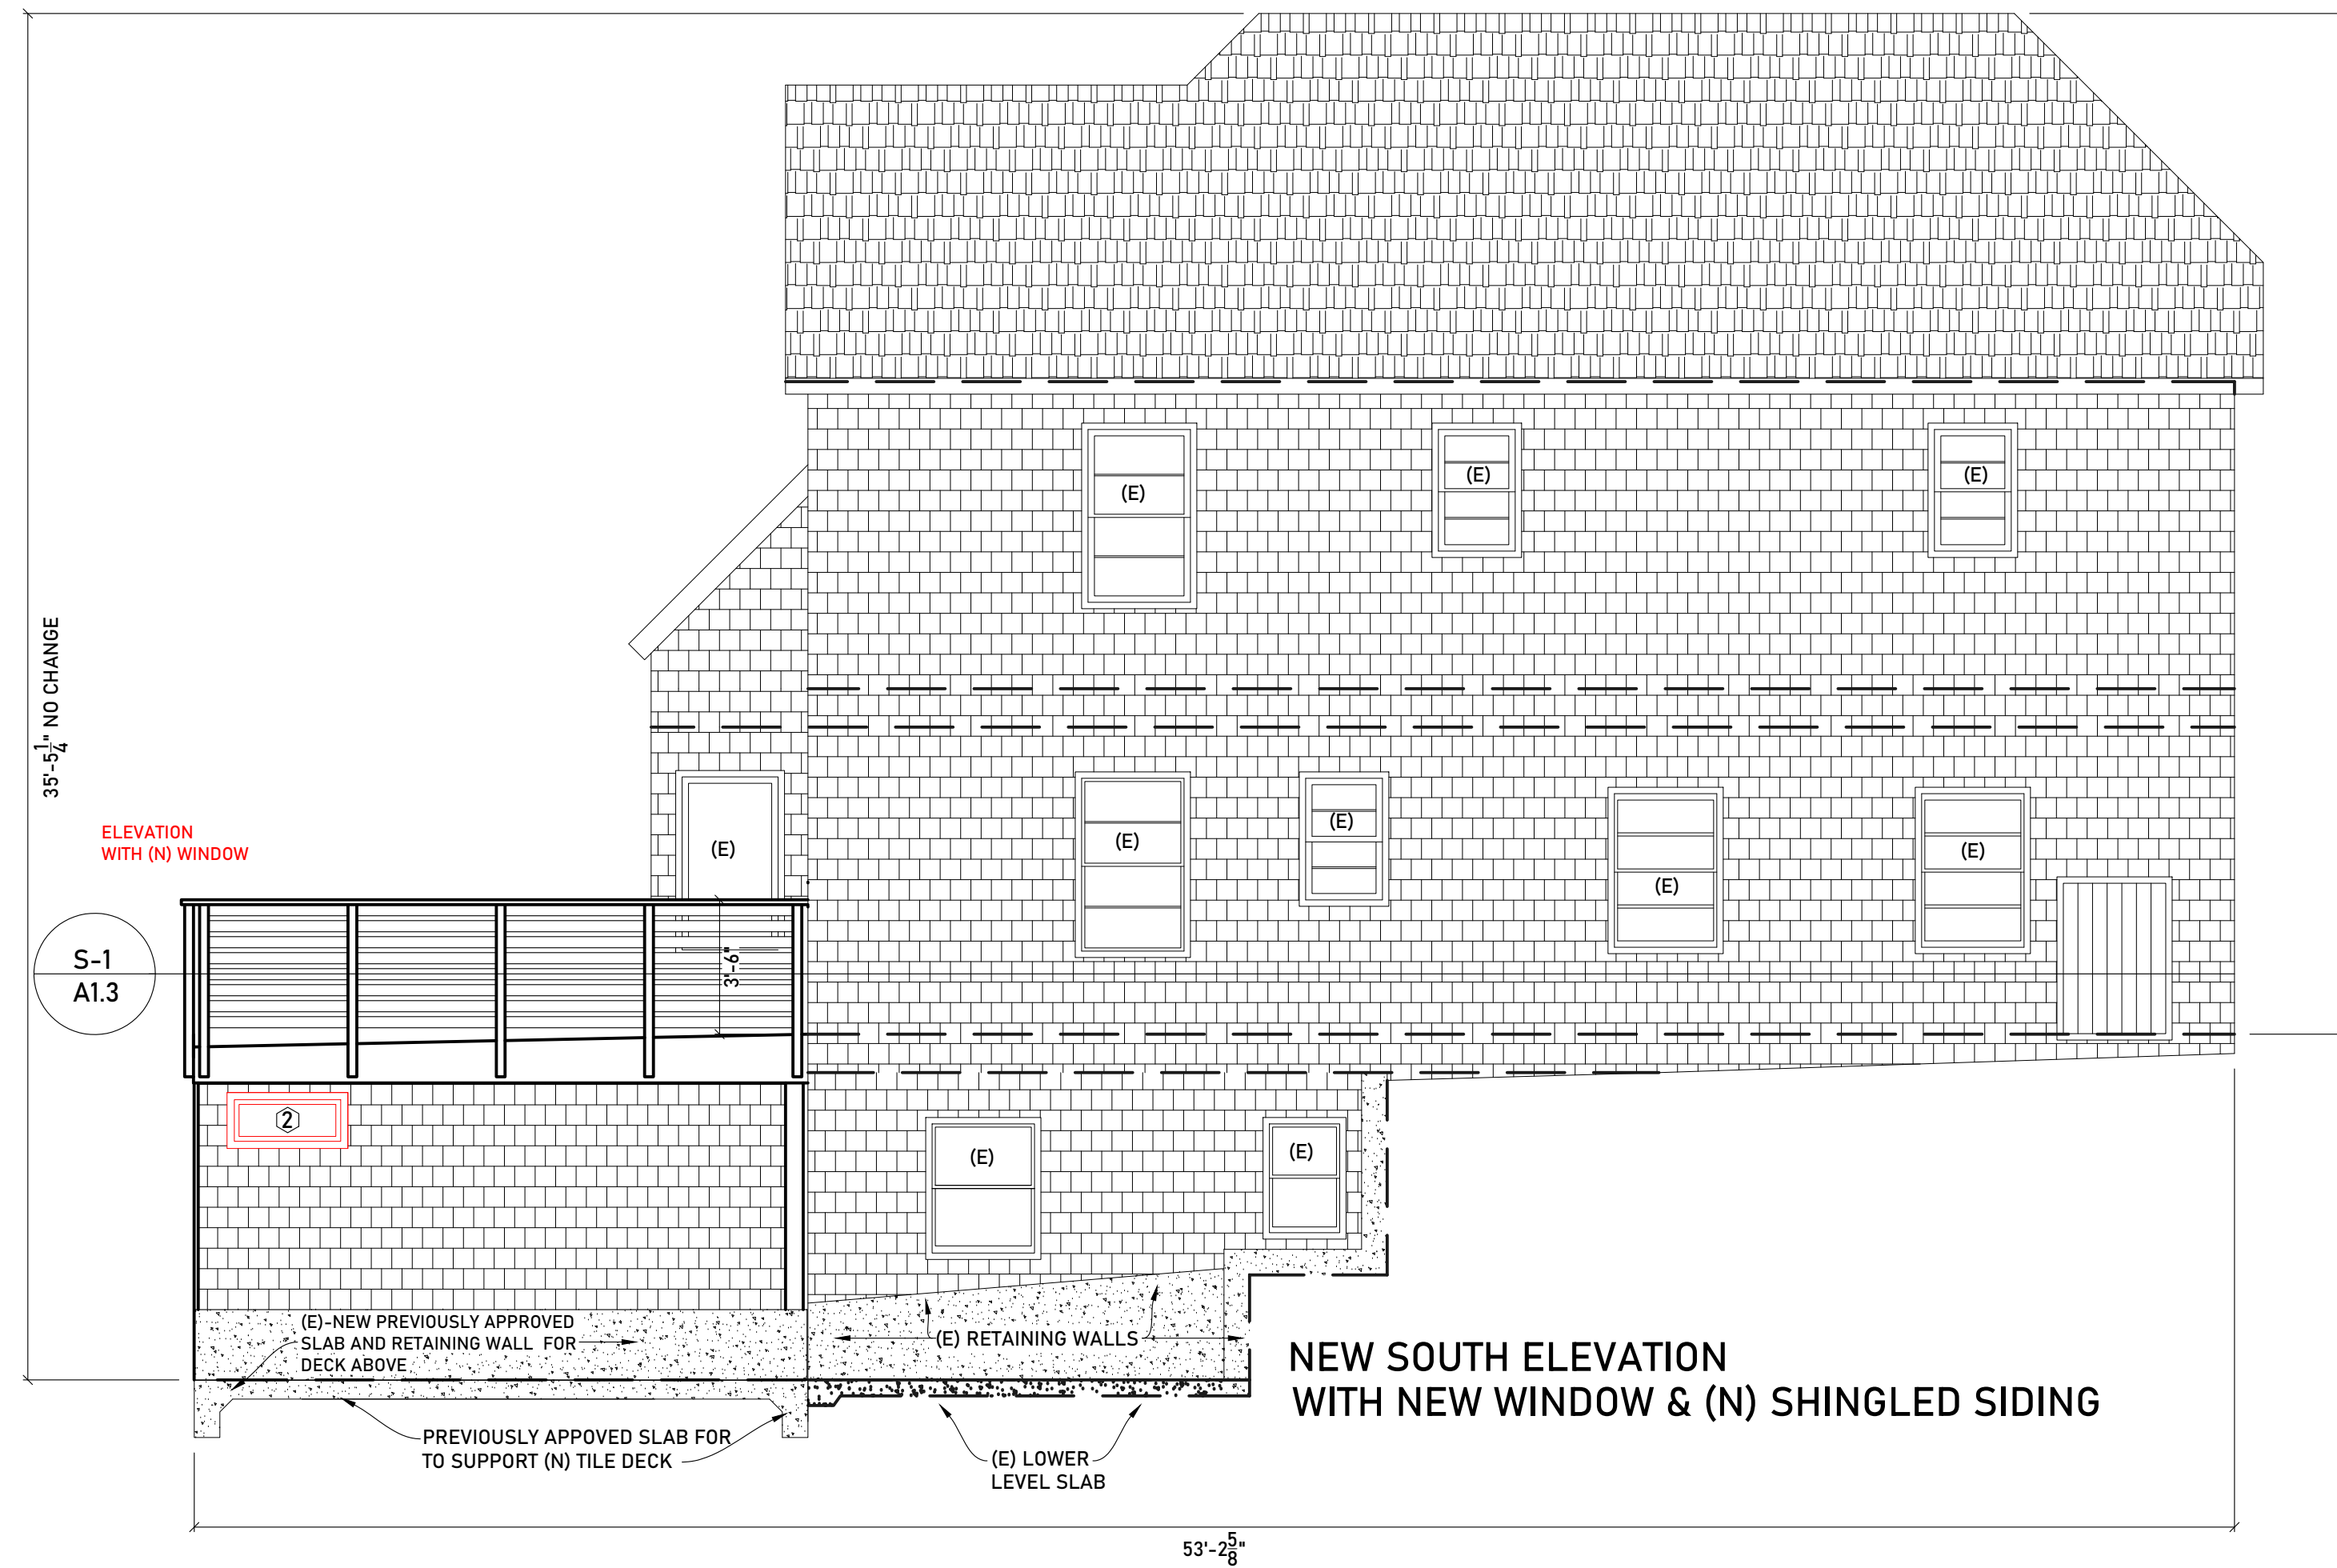 (E)
(E)
(E)
35'-5 1/4" NO CHANGE
ELEVATION
WITH (N) WINDOW
(E)
(E)
(E)
(E)
(E)
S-1
A1.3
3'-6"
2
(E)
(E)
(E)-NEW PREVIOUSLY APPROVED
SLAB AND RETAINING WALL FOR
DECK ABOVE
(E) RETAINING WALLS
NEW SOUTH ELEVATION
WITH NEW WINDOW & (N) SHINGLED SIDING
PREVIOUSLY APPOVED SLAB FOR
TO SUPPORT (N) TILE DECK
(E) LOWER
LEVEL SLAB
53'-2 5/8"